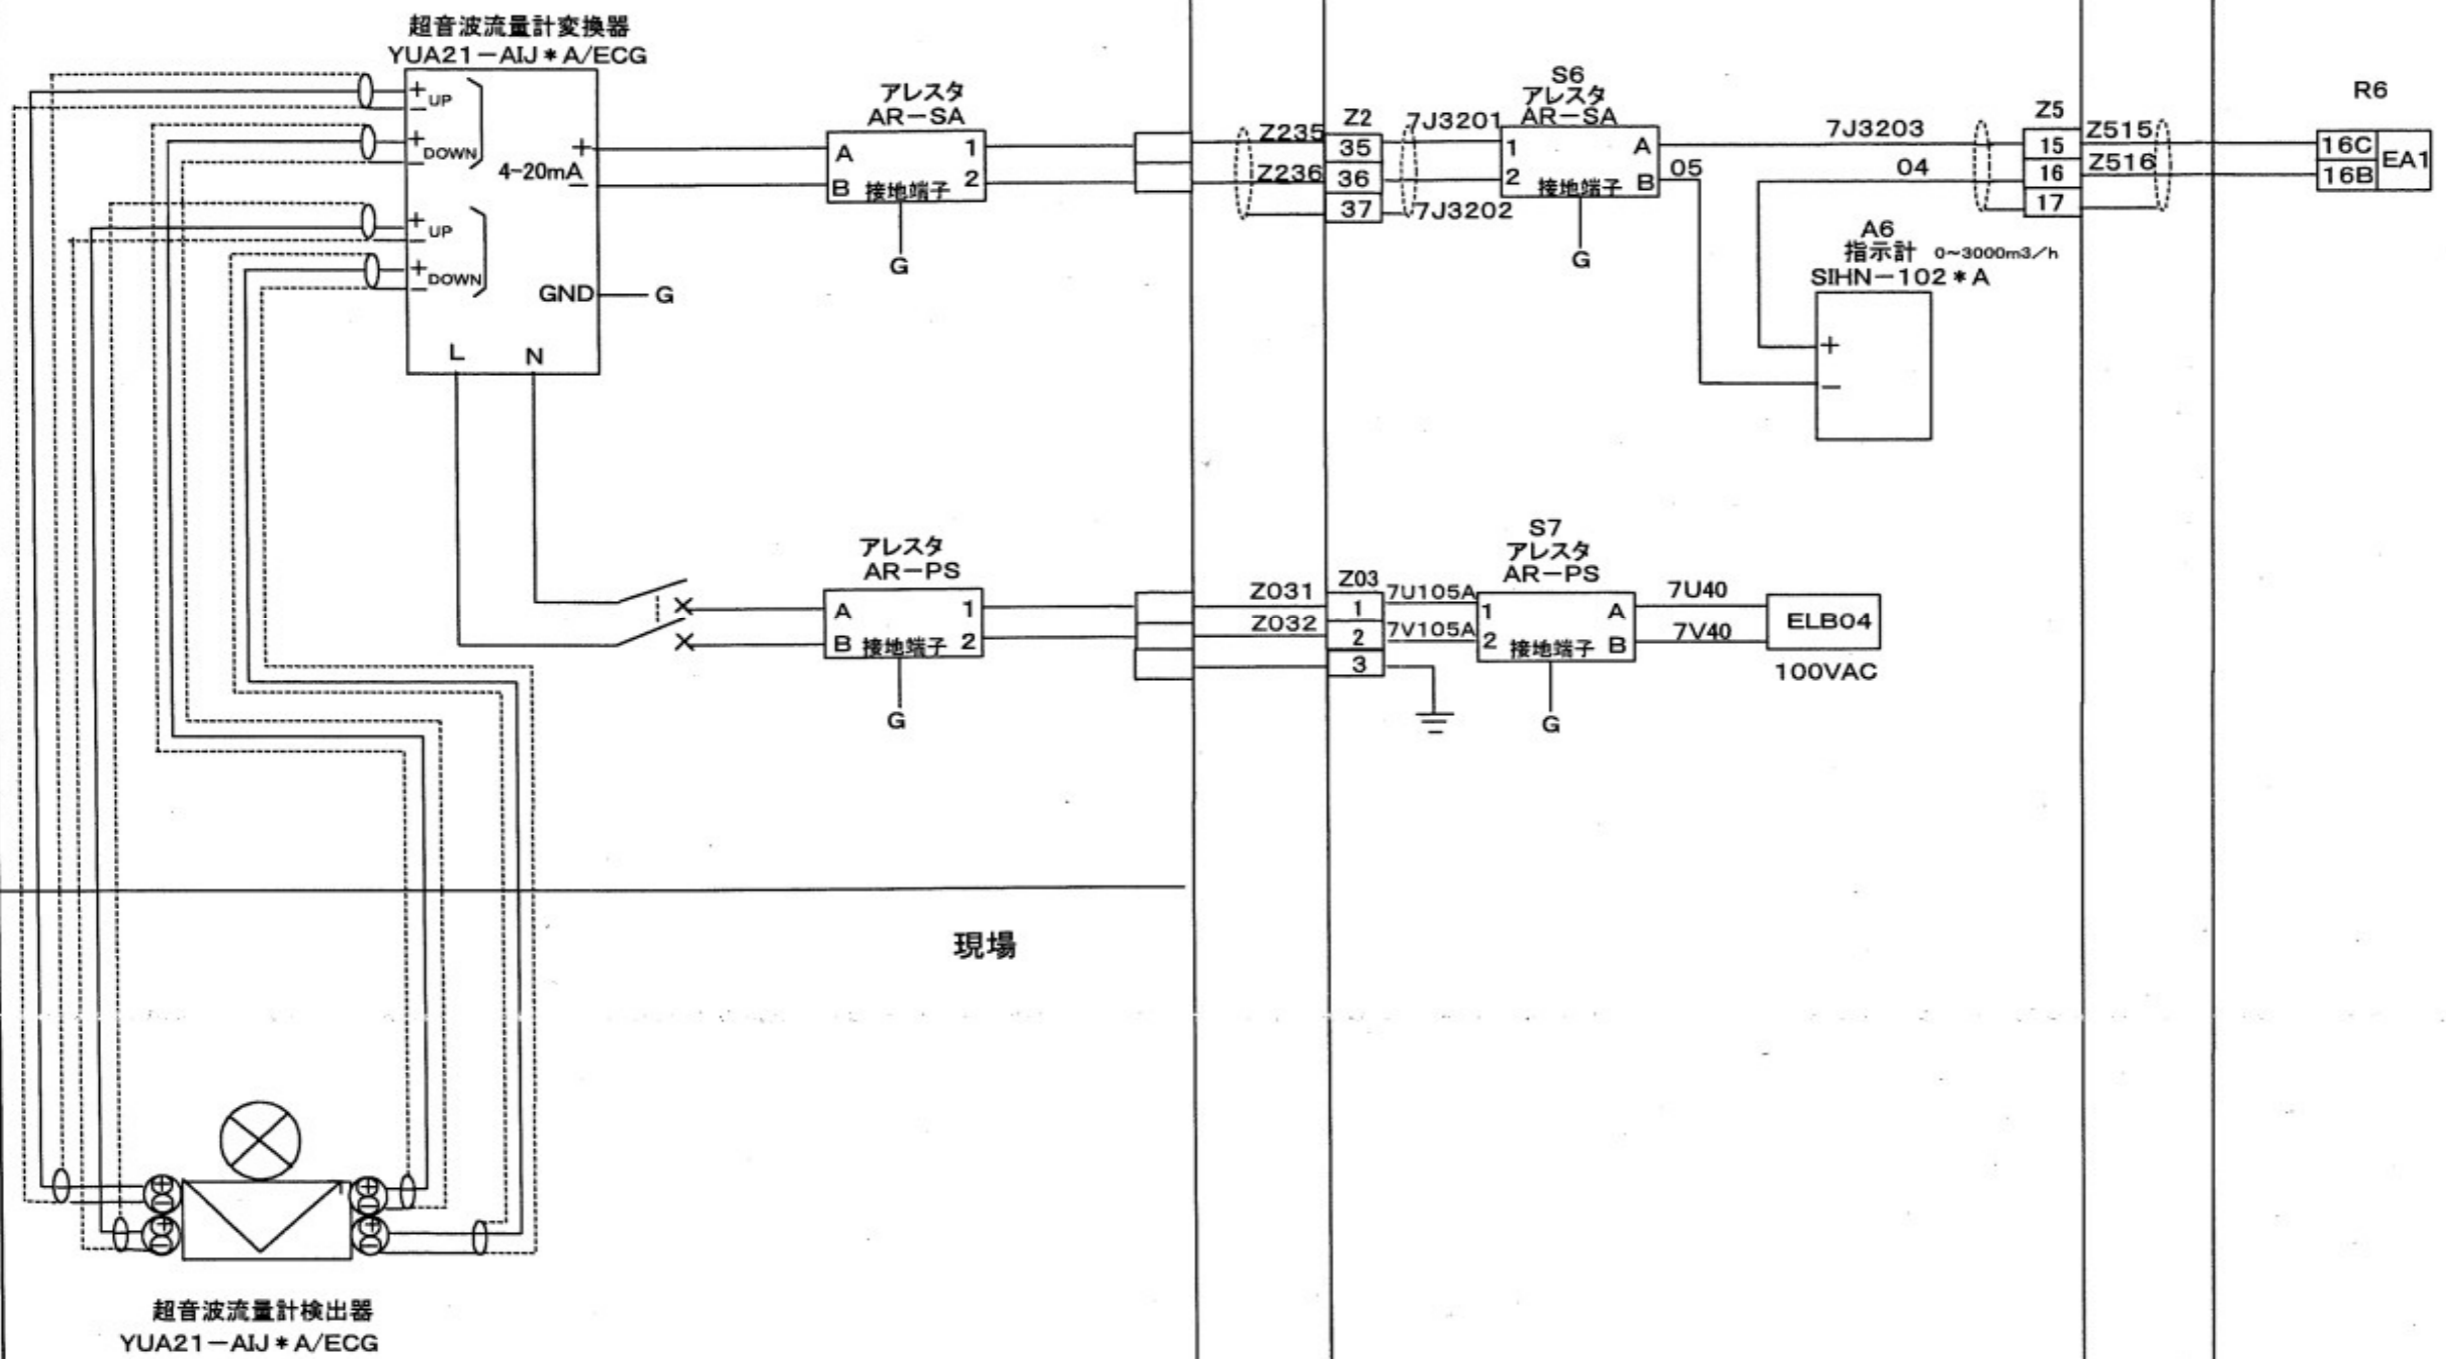 超音波流量計変換器
YUA21－AIJ＊A/ECG
+
UP
－
+
DOWN
－
+
UP
－
+
DOWN
－
+
4~20mA
－
GND
G
L
N
アレスタ
AR－SA
A
1
B
接地端子
2
G
Z235
Z236
Z2
35
36
37
7J3201
7J3202
S6
アレスタ
AR－SA
1
A
2
接地端子
B
G
05
7J3203
04
Z5
15
16
17
Z515
Z516
R6
16C
16B
EA1
A6
指示計 0~3000m3/h
SIHN－102＊A
+
－
アレスタ
AR－PS
A
1
B
接地端子
2
G
Z031
Z032
Z03
1
2
3
7U105A
7V105A
S7
アレスタ
AR－PS
1
A
2
接地端子
B
G
7U40
7V40
ELB04
100VAC
現場
+
－
+
－
+
－
+
－
超音波流量計検出器
YUA21－AIJ＊A/ECG